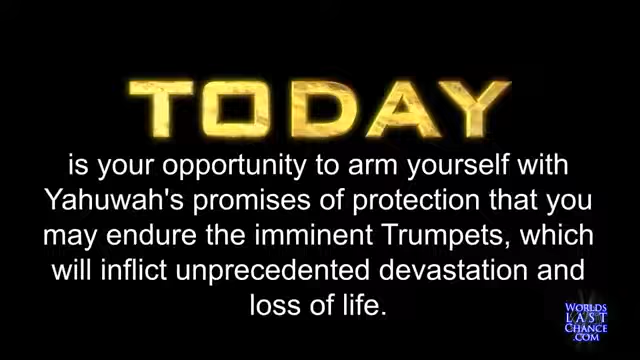 TODAY
is your opportunity to arm yourself with
Yahuwah's promises of protection that you
may endure the imminent Trumpets, which
will inflict unprecedented devastation and
loss of life.
WORLDS
LAST
CHANCE
.COM